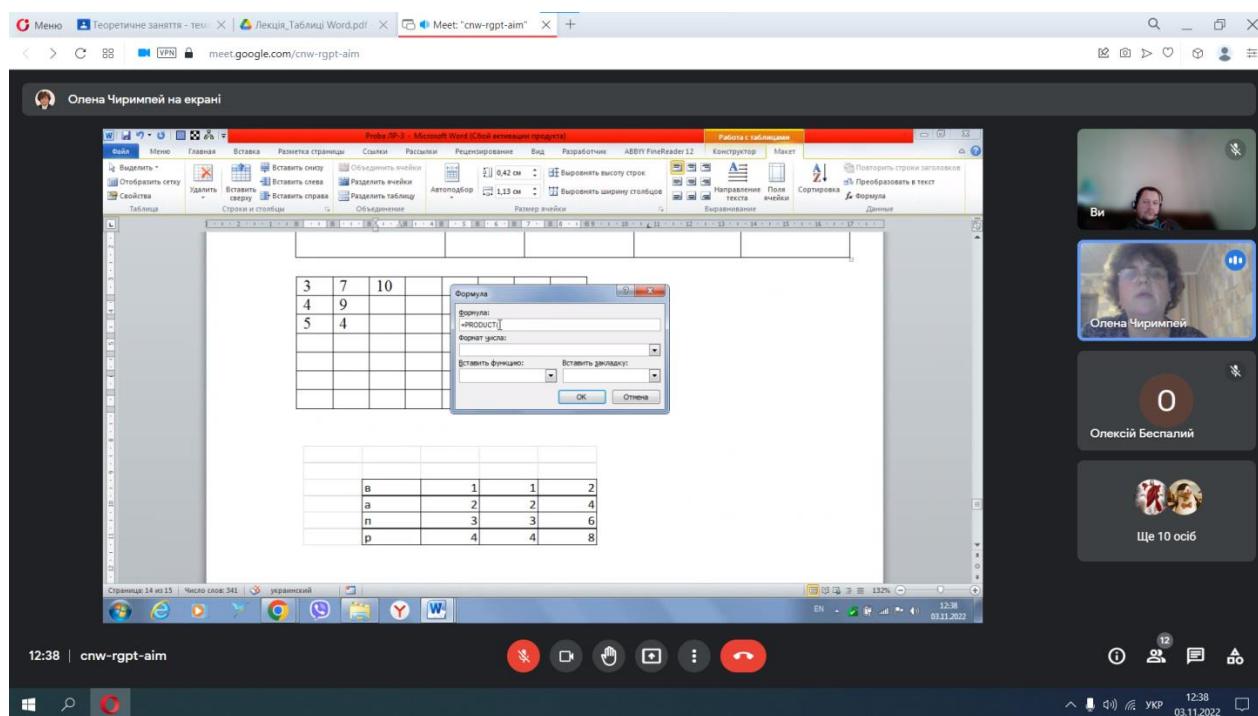 Меню
Теоретичне заняття - тем
Лекція_Таблиці Word.pdf
Meet: "cnw-rgpt-aim"
VPN
meet.google.com/cnw-rgpt-aim
Олена Чиримпей на екрані
Proba ЛР-3 - Microsoft Word (Сбой активации продукта)
Работа с таблицами
Файл Меню Главная Вставка Разметка страницы Ссылки Рассылки Рецензирование Вид Разработчик ABBYY FineReader 12 Конструктор Макет
Выделить
Отобразить сетку
Свойства
Таблица
Удалить
Вставить сверху
Вставить снизу
Вставить слева
Вставить справа
Строки и столбцы
Объединить ячейки
Разделить ячейки
Разделить таблицу
Объединение
Автоподбор
0,42 см
1,13 см
Выровнять высоту строк
Выровнять ширину столбцов
Размер ячейки
Направление текста
Поля ячейки
Выравнивание
Сортировка
Повторить строки заголовков
Преобразовать в текст
Формула
Данные
3 7 10
4 9
5 4
Формула
Формула:
=PRODUCT(
Формат числа:
Вставить функцию:
Вставить закладку:
ОК
Отмена
в 1 1 2
а 2 2 4
п 3 3 6
р 4 4 8
Страница: 14 из 15
Число слов: 341
украинский
132%
EN
12:38
03.11.2022
Ви
Олена Чиримпей
О
Олексій Беспалий
Ще 10 осіб
12:38 | cnw-rgpt-aim
12
УКР
12:38
03.11.2022